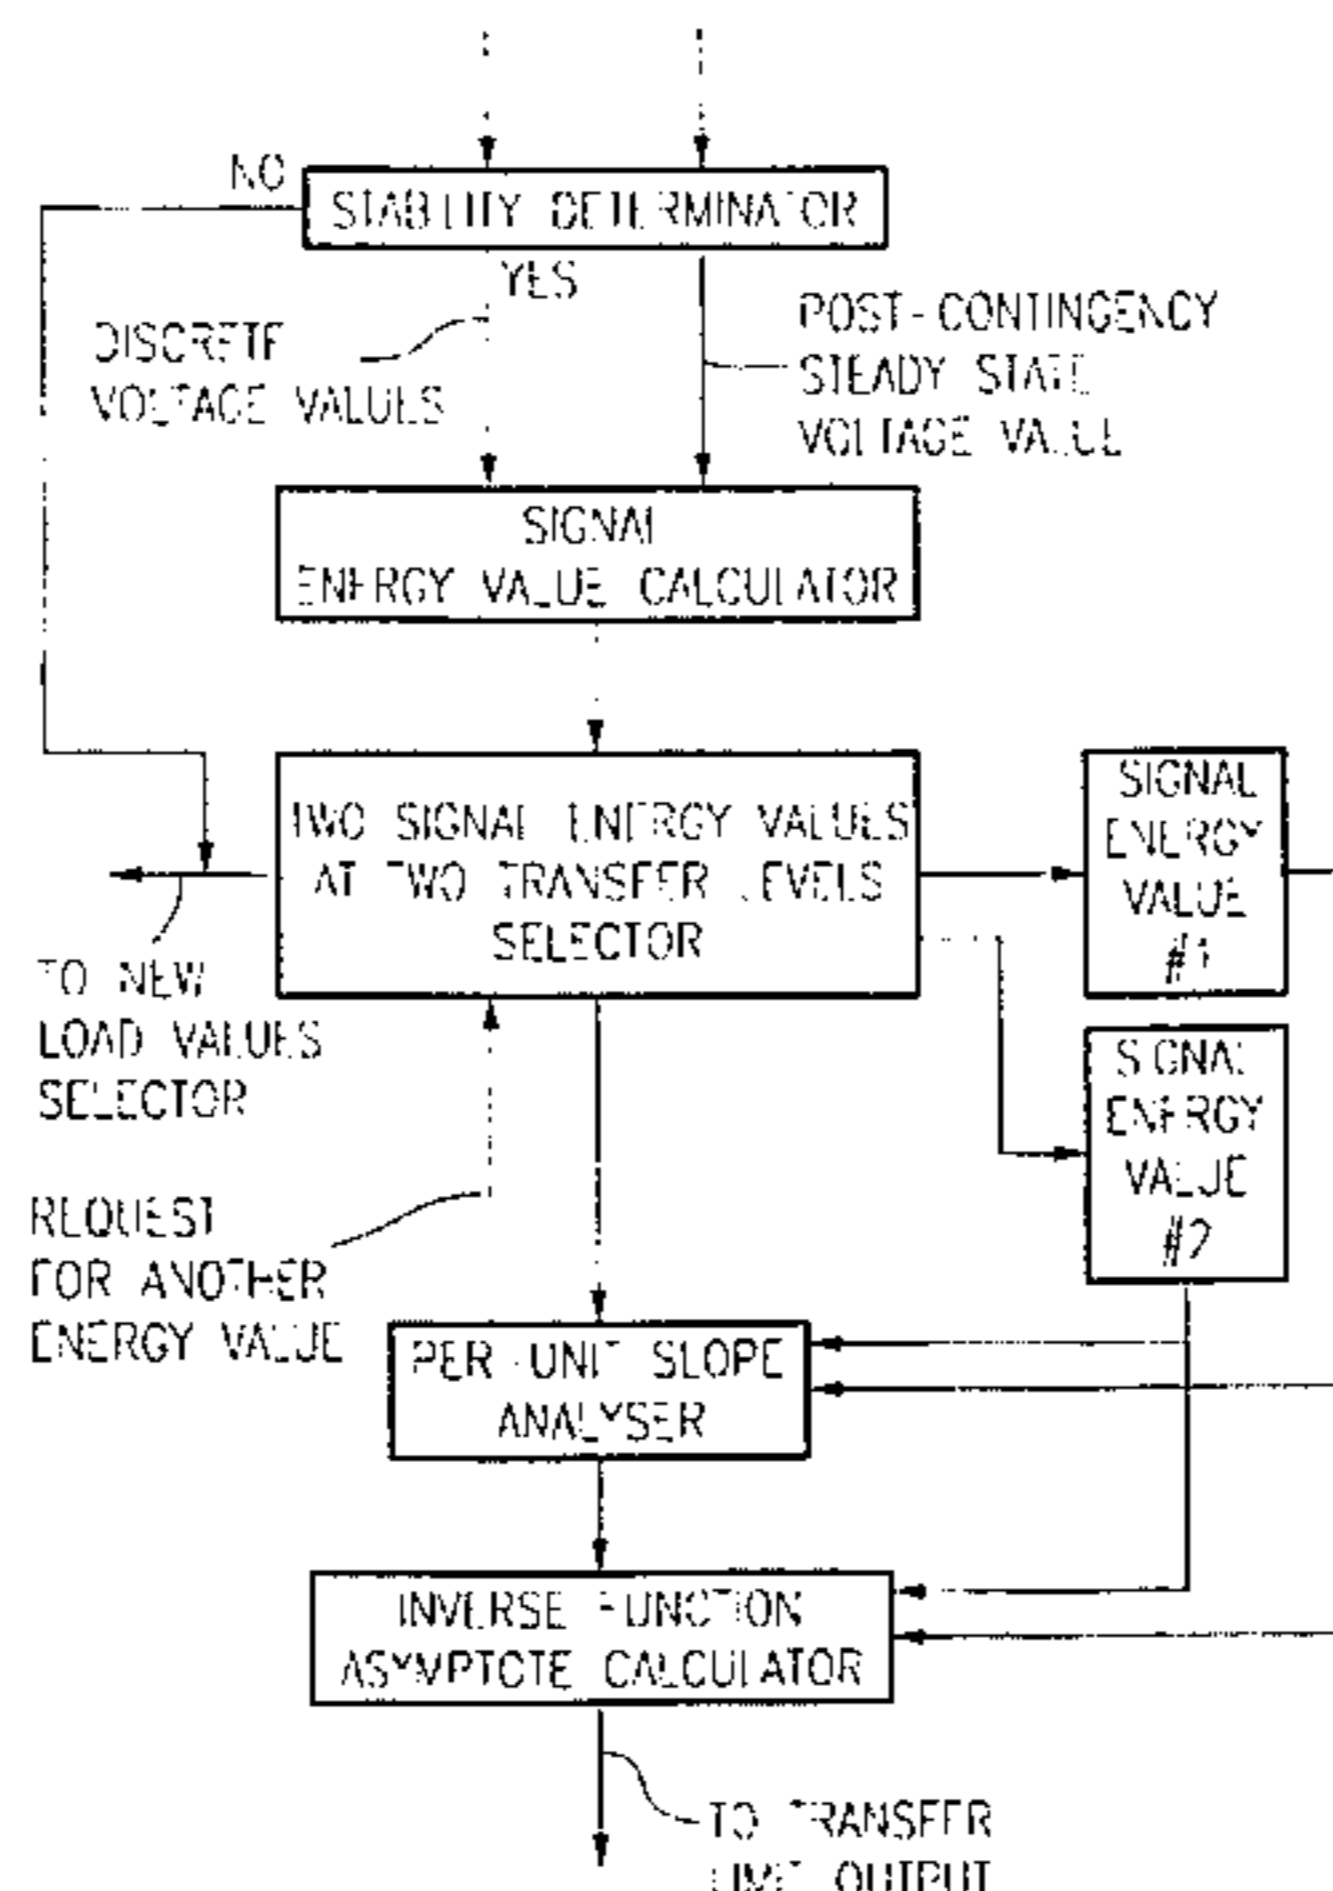 NO
STABILITY DETERMINATOR
YES
DISCRETE
VOLTAGE VALUES
POST-CONTINGENCY
STEADY STATE
VOLTAGE VALUE
SIGNAL
ENERGY VALUE CALCULATOR
TWO SIGNAL ENERGY VALUES
AT TWO TRANSFER LEVELS
SELECTOR
SIGNAL
ENERGY
VALUE
#1
TO NEW
LOAD VALUES
SELECTOR
SIGNAL
ENERGY
VALUE
#2
REQUEST
FOR ANOTHER
ENERGY VALUE
PER-UNIT SLOPE
ANALYSER
INVERSE FUNCTION
ASYMPTOTE CALCULATOR
TO TRANSFER
LIMIT OUTPUT